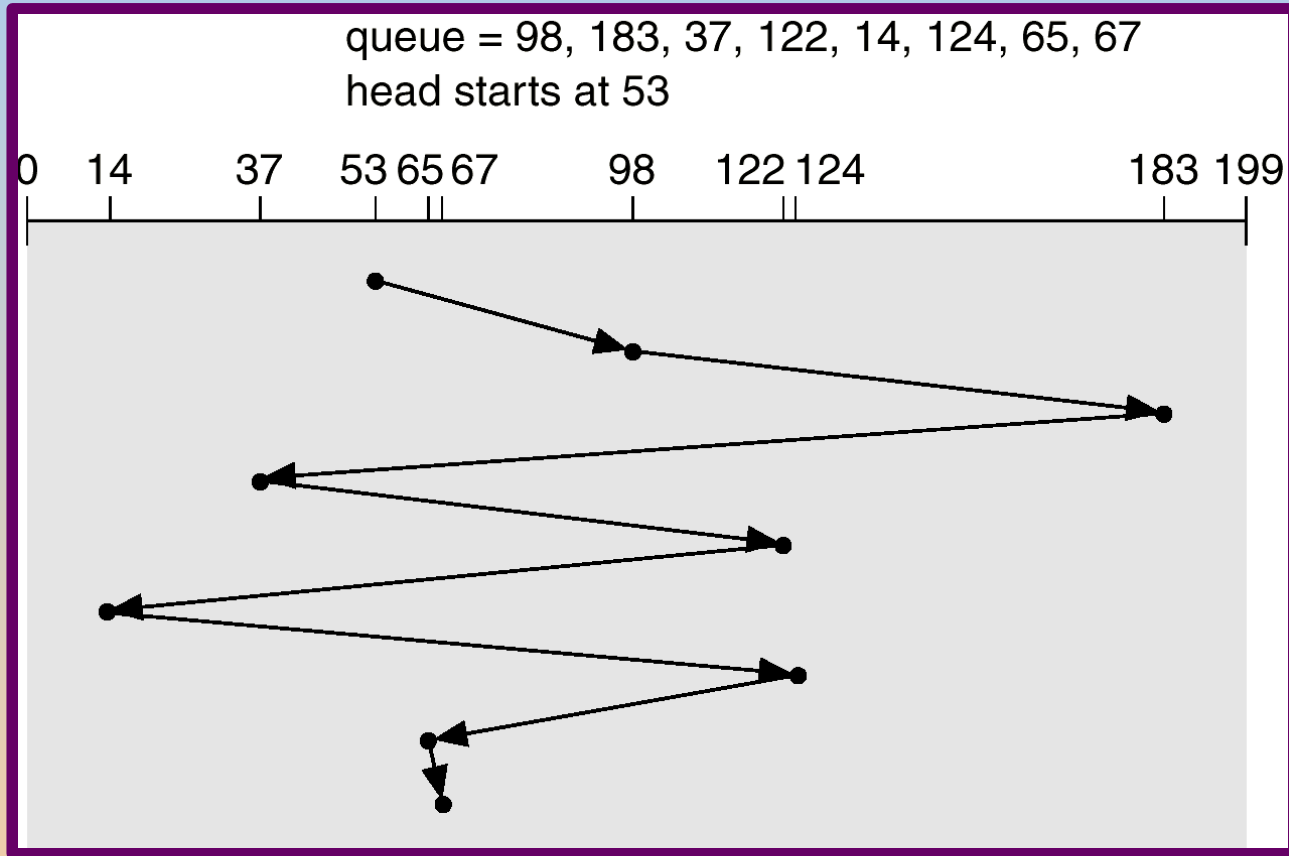 queue = 98, 183, 37, 122, 14, 124, 65, 67
head starts at 53
0 14 37 53 65 67 98 122 124 183 199